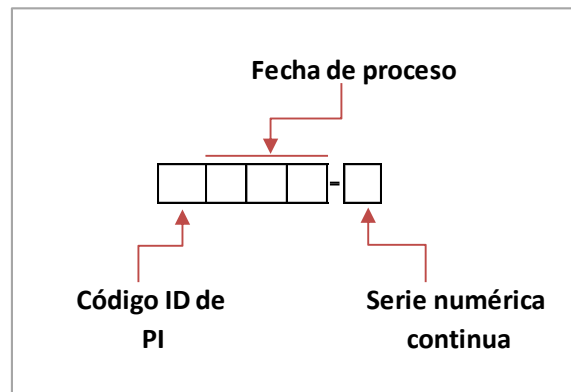 Fecha de proceso
-
Código ID de
PI
Serie numérica
continua